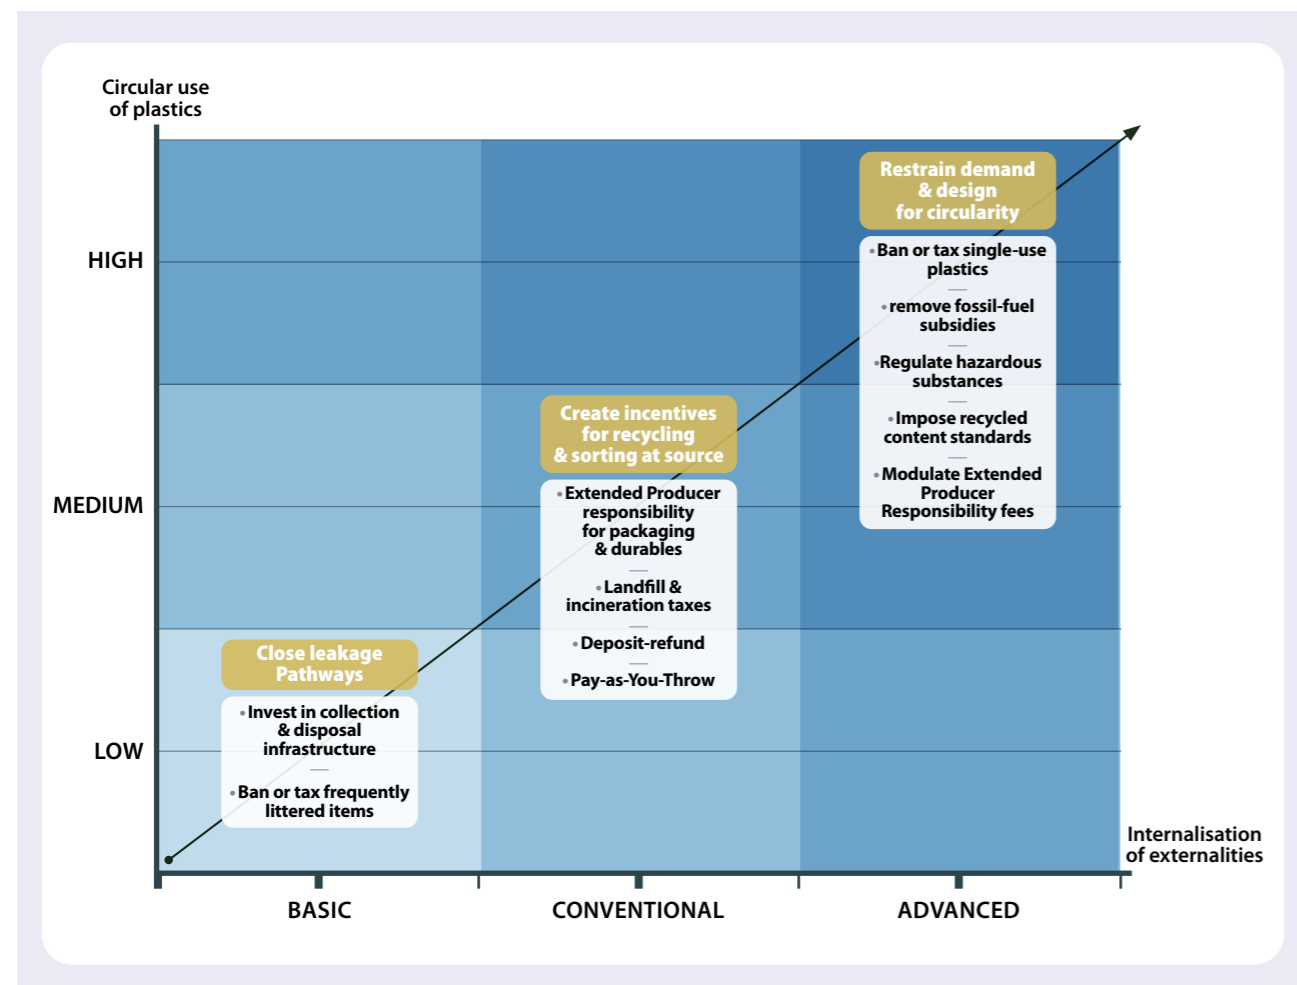 Circular use
of plastics
HIGH
MEDIUM
LOW
Close leakage
Pathways
• Invest in collection
& disposal
infrastructure
• Ban or tax frequently
littered items
Create incentives
for recycling
& sorting at source
• Extended Producer
responsibility
for packaging
& durables
• Landfill &
incineration taxes
• Deposit-refund
• Pay-as-You-Throw
Restrain demand
& design
for circularity
• Ban or tax single-use
plastics
• remove fossil-fuel
subsidies
• Regulate hazardous
substances
• Impose recycled
content standards
• Modulate Extended
Producer
Responsibility fees
Internalisation
of externalities
BASIC
CONVENTIONAL
ADVANCED